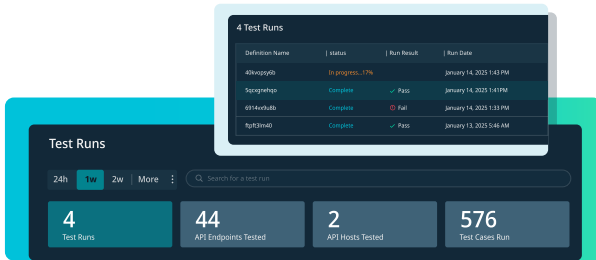 4 Test Runs
Definition Name | status | Run Result | Run Date
40kvopsy6b In progress...17% January 14, 2025 1:43 PM
5qcxgnehqo Complete Pass January 14, 2025 1:41PM
6914vx9u8b Complete Fail January 14, 2025 1:33 PM
ftpft3lm40 Complete Pass January 13, 2025 5:46 AM
Test Runs
24h 1w 2w | More Search for a test run
4 44 2 576
Test Runs API Endpoints Tested API Hosts Tested Test Cases Run